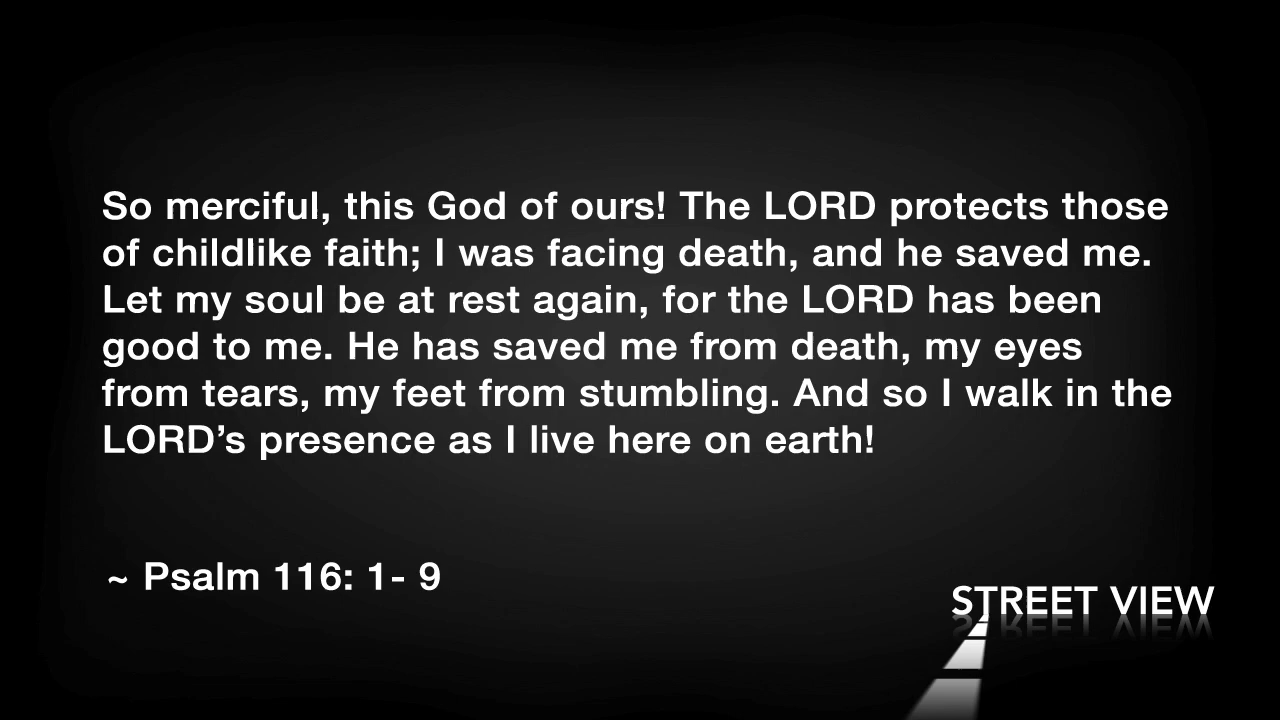 So merciful, this God of ours! The LORD protects those
of childlike faith; I was facing death, and he saved me.
Let my soul be at rest again, for the LORD has been
good to me. He has saved me from death, my eyes
from tears, my feet from stumbling. And so I walk in the
LORD’s presence as I live here on earth!
~ Psalm 116: 1- 9
STREET VIEW